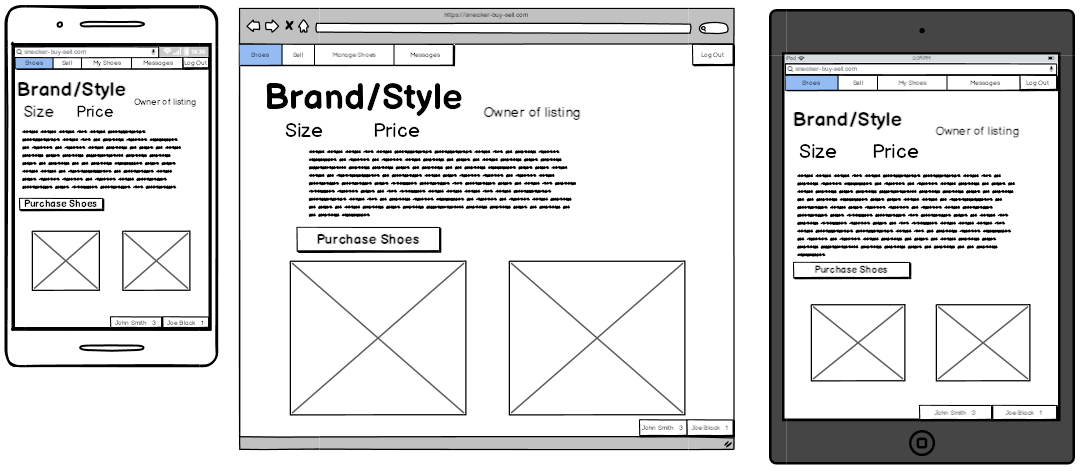 sneaker-buy-sell.com
Shoes Sell My Shoes Messages Log Out
Brand/Style
Owner of listing
Size Price
Purchase Shoes
John Smith 3 Joe Black 1
https://sneaker-buy-sell.com
Shoes Sell Manage Shoes Messages Log Out
Brand/Style
Owner of listing
Size Price
Purchase Shoes
John Smith 3 Joe Black 1
iPad
sneaker-buy-sell.com
Shoes Sell My Shoes Messages Log Out
Brand/Style
Owner of listing
Size Price
Purchase Shoes
John Smith 3 Joe Black 1